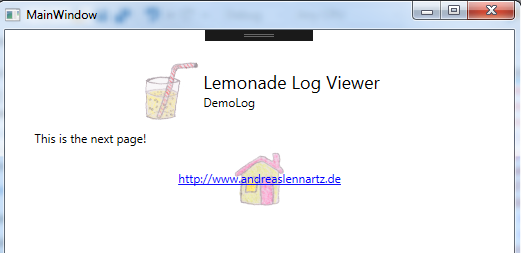 MainWindow
Lemonade Log Viewer
DemoLog
This is the next page!
http://www.andreaslennartz.de